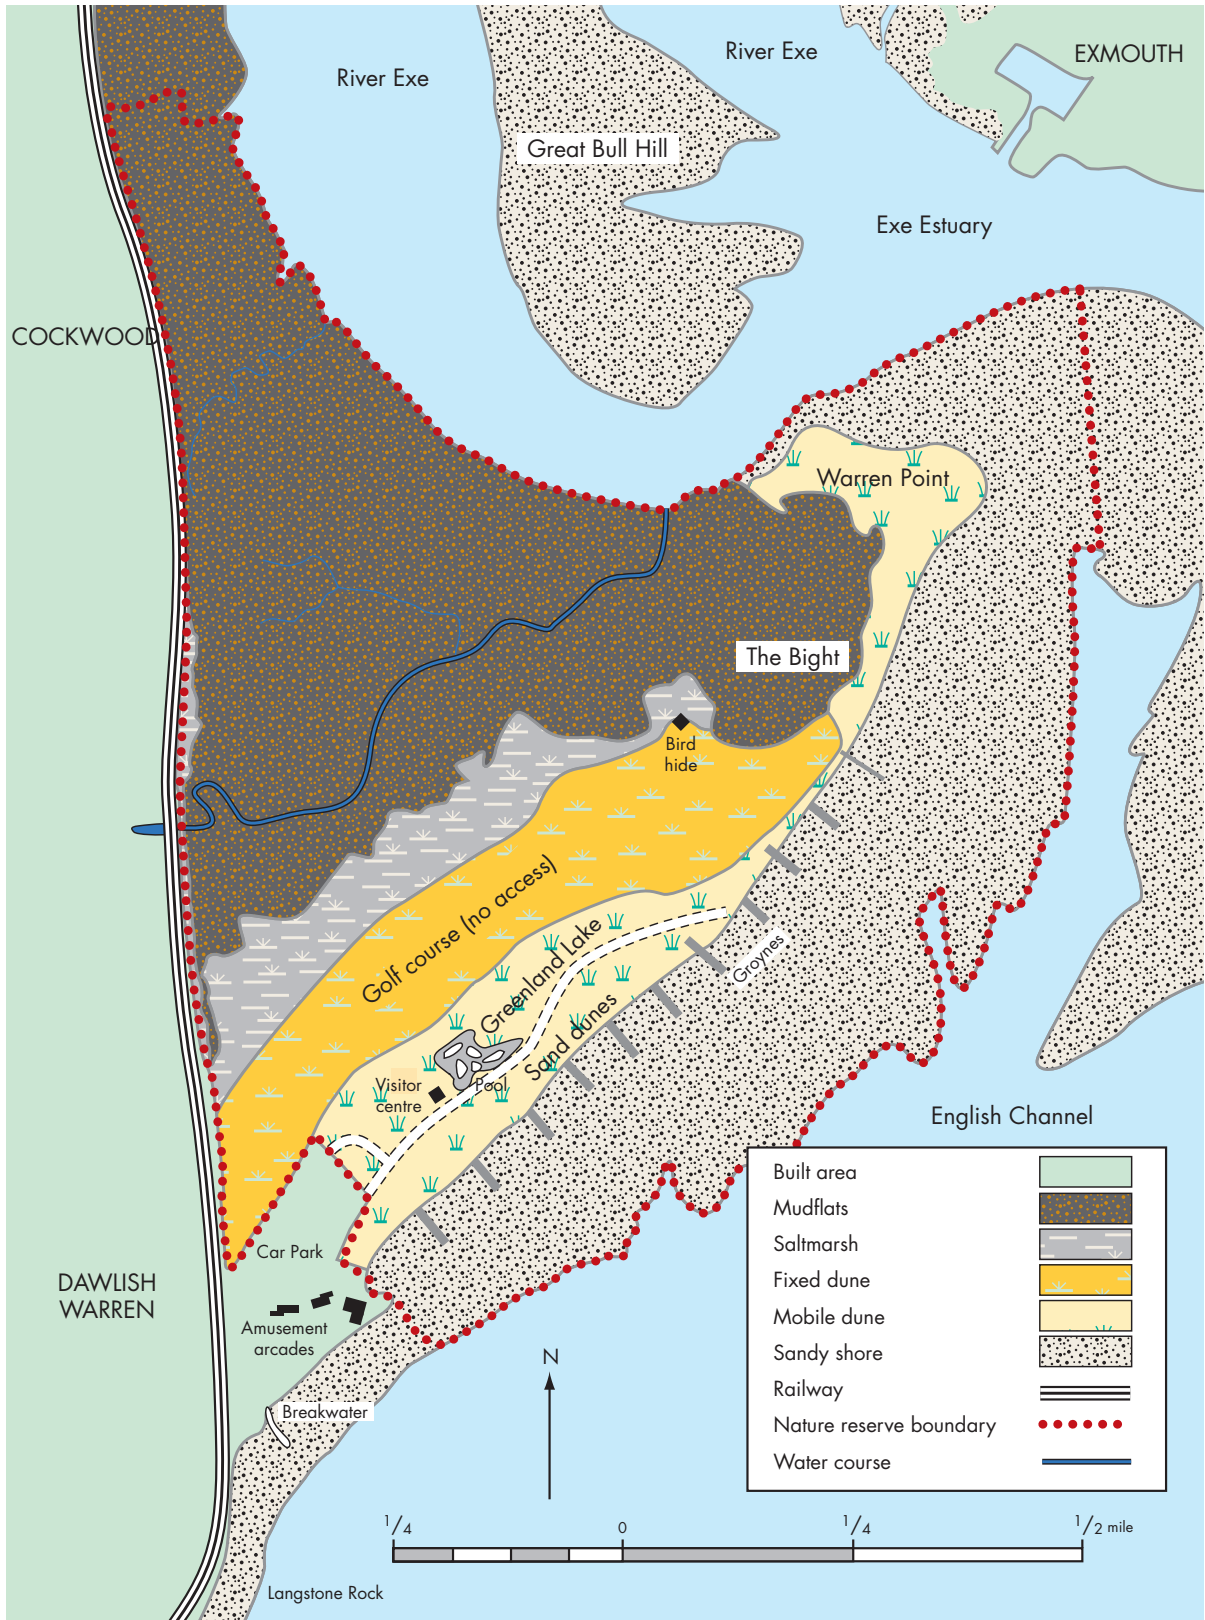 River Exe
River Exe
EXMOUTH
Great Bull Hill
Exe Estuary
COCKWOOD
Warren Point
The Bight
Bird
hide
Golf course (no access)
Greenland Lake
Groynes
Sand dunes
Visitor
centre
Pool
English Channel
Car Park
DAWLISH
WARREN
Amusement
arcades
Breakwater
Langstone Rock
N
Built area
Mudflats
Saltmarsh
Fixed dune
Mobile dune
Sandy shore
Railway
Nature reserve boundary
Water course
1/4 0 1/4 1/2 mile